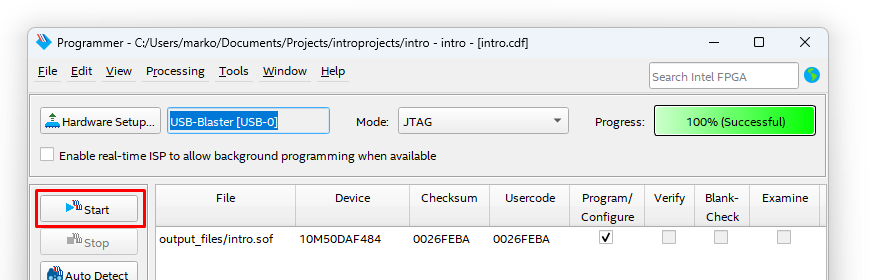 Programmer - C:/Users/marko/Documents/Projects/introprojects/intro - intro - [intro.cdf]
File Edit View Processing Tools Window Help
Search Intel FPGA
Hardware Setup... USB-Blaster [USB-0] Mode: JTAG Progress: 100% (Successful)
Enable real-time ISP to allow background programming when available
Start
Stop
Auto Detect
File Device Checksum Usercode Program/ Verify Blank- Examine
Configure Check
output_files/intro.sof 10M50DAF484 0026FEBA 0026FEBA